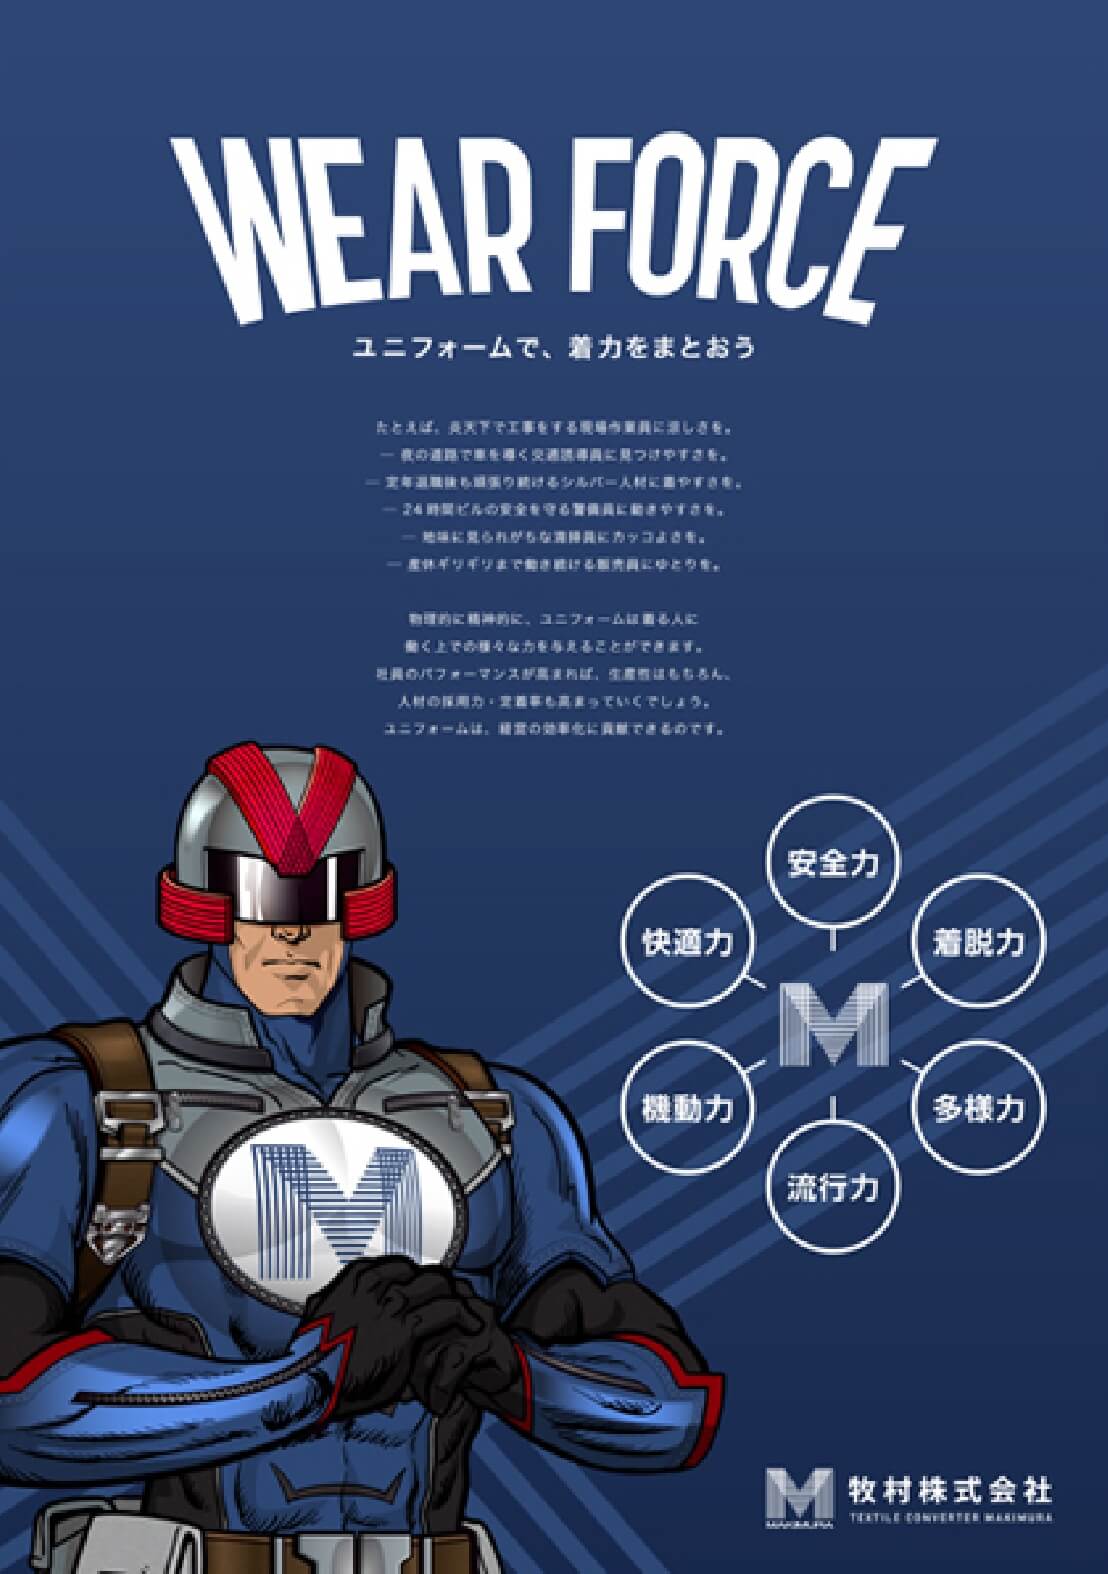 WEAR FORCE
ユニフォームで、着力をまとおう
たとえば、炎天下で工事をする現場作業員に涼しさを。
— 夜の道路で車を導く交通誘導員に見つけやすさを。
— 定年退職後も頑張り続けるシルバー人材に着やすさを。
— 24時間ビルの安全を守る警備員に動きやすさを。
— 地味に見られがちな清掃員にカッコよさを。
— 産休ギリギリまで働き続ける販売員にゆとりを。
物理的に精神的に、ユニフォームは着る人に
働く上での様々な力を与えることができます。
社員のパフォーマンスが高まれば、生産性はもちろん、
人材の採用力・定着率も高まっていくでしょう。
ユニフォームは、経営の効率化に貢献できるのです。
安全力
快適力
着脱力
M
機動力
多様力
流行力
M
M
MAKIMURA
牧村株式会社
TEXTILE CONVERTER MAKIMURA